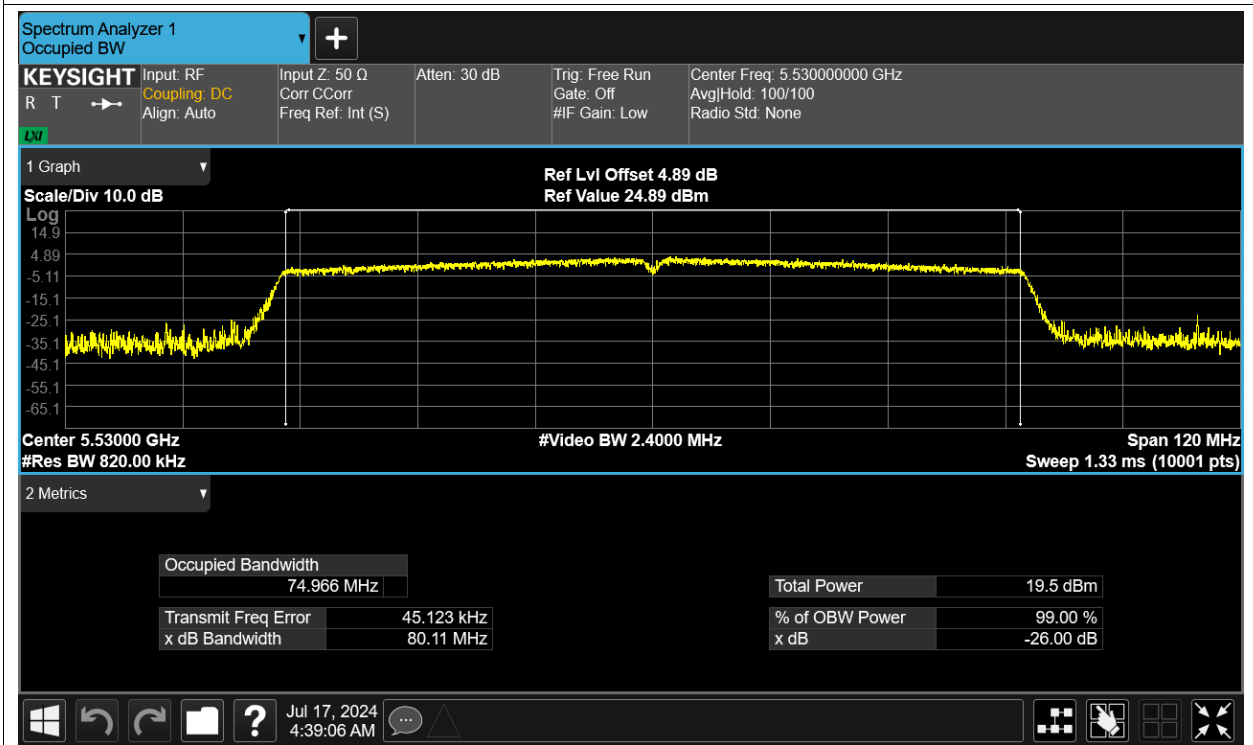 Spectrum Analyzer 1
Occupied BW
KEYSIGHT
R T
LXI
Input: RF
Coupling: DC
Align: Auto
Input Z: 50 Ω
Corr CCorr
Freq Ref: Int (S)
Atten: 30 dB
Trig: Free Run
Gate: Off
#IF Gain: Low
Center Freq: 5.530000000 GHz
Avg|Hold: 100/100
Radio Std: None
1 Graph
Scale/Div 10.0 dB
Ref Lvl Offset 4.89 dB
Ref Value 24.89 dBm
Log
14.9
4.89
-5.11
-15.1
-25.1
-35.1
-45.1
-55.1
-65.1
Center 5.53000 GHz
#Video BW 2.4000 MHz
Span 120 MHz
#Res BW 820.00 kHz
Sweep 1.33 ms (10001 pts)
2 Metrics
Occupied Bandwidth
74.966 MHz
Total Power 19.5 dBm
Transmit Freq Error 45.123 kHz
% of OBW Power 99.00 %
x dB Bandwidth 80.11 MHz
x dB -26.00 dB
?
Jul 17, 2024
4:39:06 AM